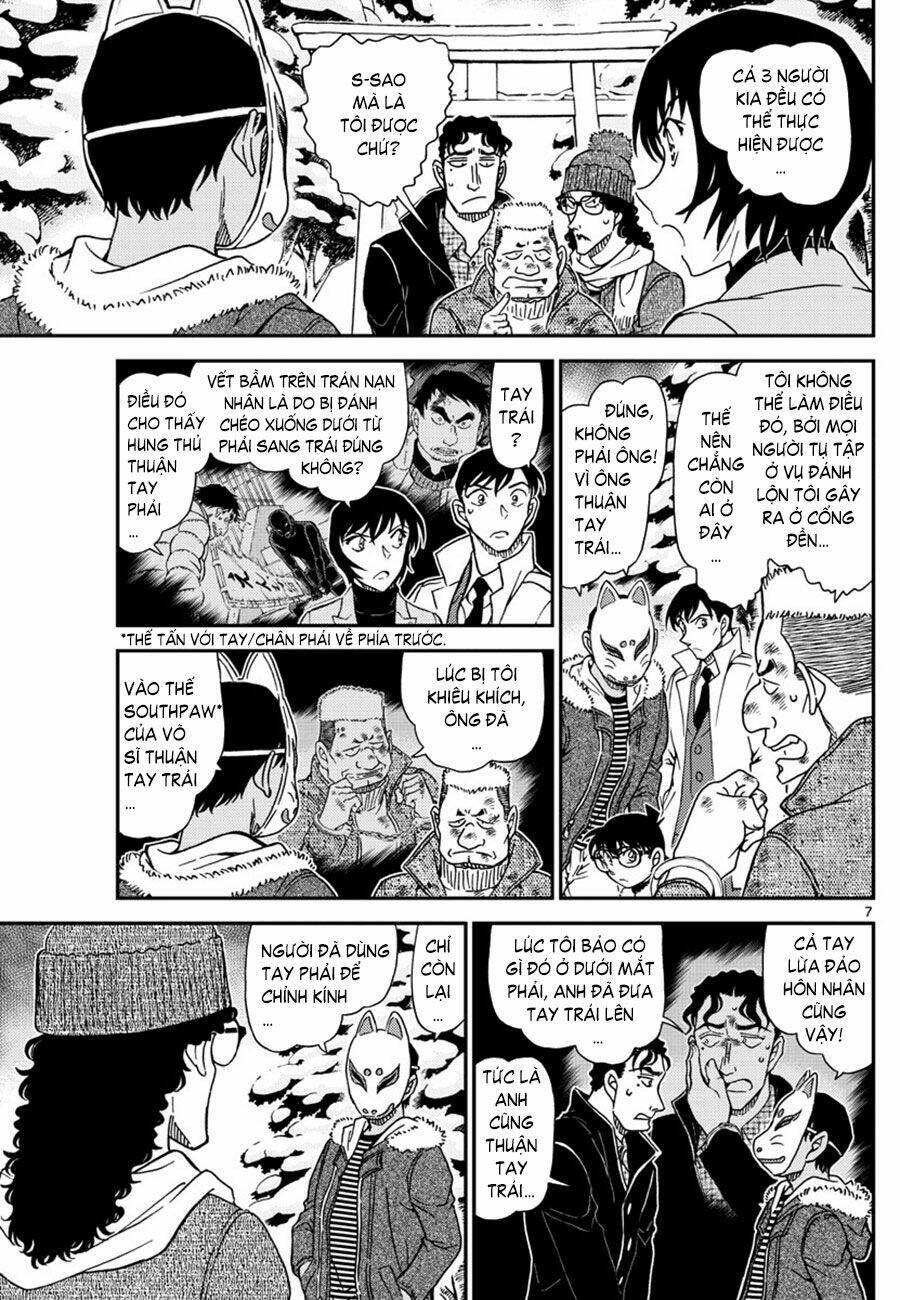 CẢ 3 NGƯỜI
KIA ĐỀU CÓ
THỂ THỰC
HIỆN ĐƯỢC
...
S-SAO
MÀ LÀ
TÔI ĐƯỢC
CHỨ?
TÔI KHÔNG
THỂ LÀM ĐIỀU
ĐÓ, BỞI MỌI
NGƯỜI TỤ TẬP
Ở VỤ ĐÁNH
LỘN TÔI GÂY
RA Ở CỔNG
ĐỀN...
THẾ
NÊN CHẲNG
CÒN
AI Ở
ĐÂY
ĐÚNG,
KHÔNG
PHẢI ÔNG!
VÌ ÔNG
THUẬN
TAY
TRÁI...
TAY
TRÁI
?
VẾT BẦM TRÊN TRÁN NẠN
NHÂN LÀ DO BỊ ĐÁNH
CHÉO XUỐNG DƯỚI TỪ
PHẢI SANG TRÁI ĐÚNG
KHÔNG?
ĐIỀU ĐÓ
CHO THẤY
HUNG THỦ
THUẬN
TAY
PHẢI
...
*THẾ TẤN VỚI TAY/CHÂN PHẢI VỀ PHÍA TRƯỚC.
LÚC BỊ TÔI
KHIÊU KHÍCH,
ÔNG ĐÃ
...
VÀO THẾ
SOUTHPAW*
CỦA VÕ
SĨ THUẬN
TAY TRÁI
...
7
CẢ TAY
LỪA ĐẢO
HÔN NHÂN
CŨNG
VẬY!
LÚC TÔI BẢO CÓ
GÌ ĐÓ Ở DƯỚI MẮT
PHẢI, ANH ĐÃ ĐƯA
TAY TRÁI LÊN
...
TỨC LÀ
ANH
CŨNG
THUẬN
TAY
TRÁI...
CHỈ
CÒN
LẠI
...
NGƯỜI ĐÃ DÙNG
TAY PHẢI ĐỂ
CHỈNH KÍNH
...